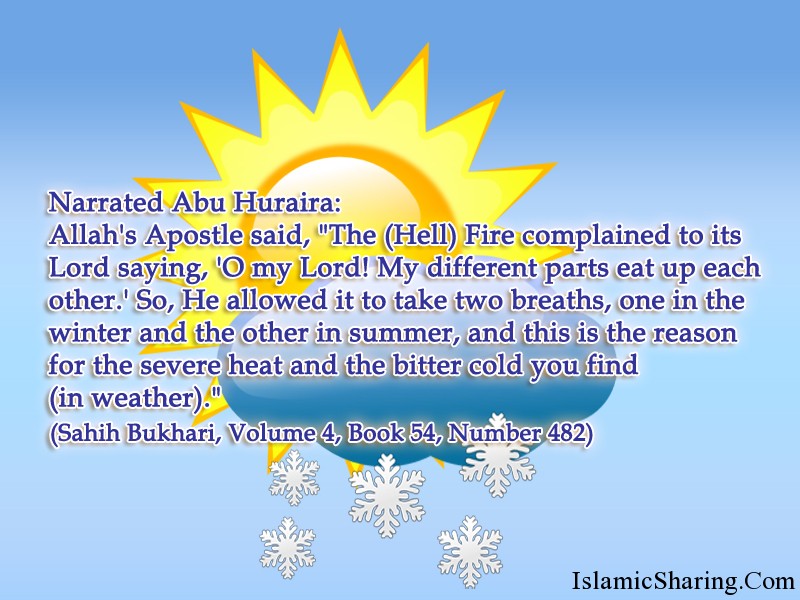 Narrated Abu Huraira:
Allah's Apostle said, "The (Hell) Fire complained to its
Lord saying, 'O my Lord! My different parts eat up each
other.' So, He allowed it to take two breaths, one in the
winter and the other in summer, and this is the reason
for the severe heat and the bitter cold you find
(in weather)."
(Sahih Bukhari, Volume 4, Book 54, Number 482)
IslamicSharing.Com